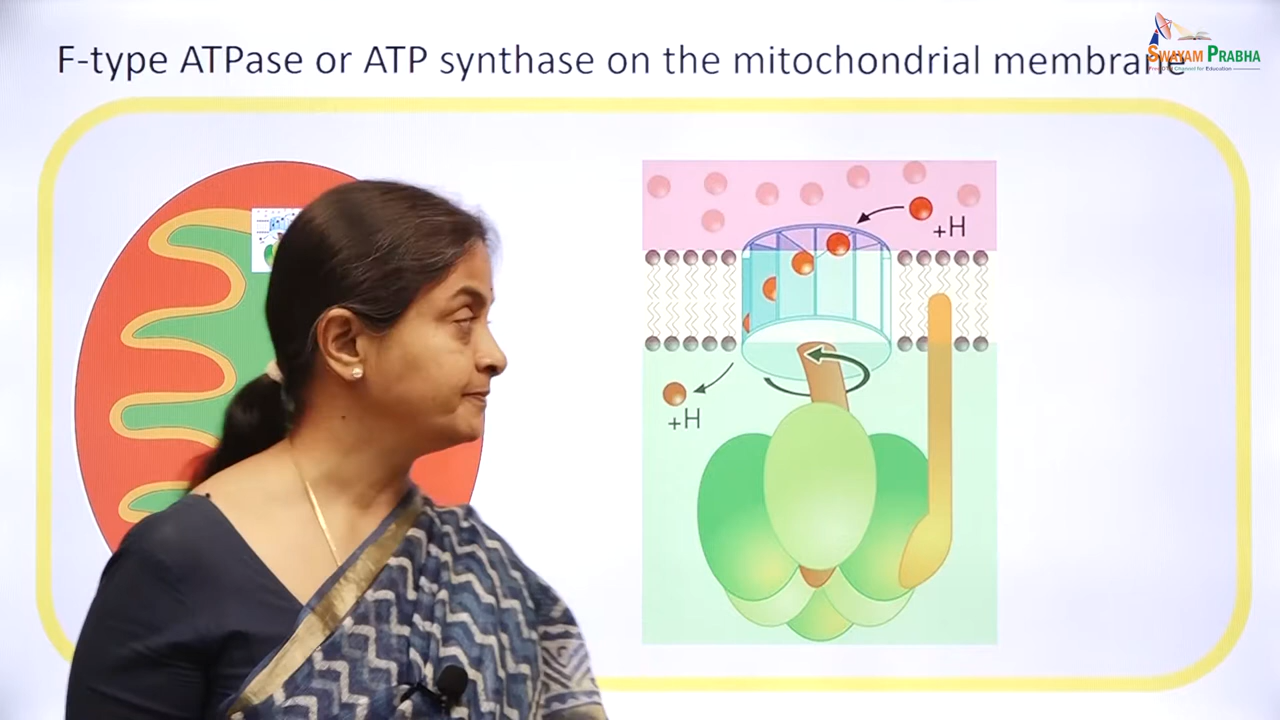 F-type ATPase or ATP synthase on the mitochondrial membrane
SWAYAM PRABHA
+H
+H